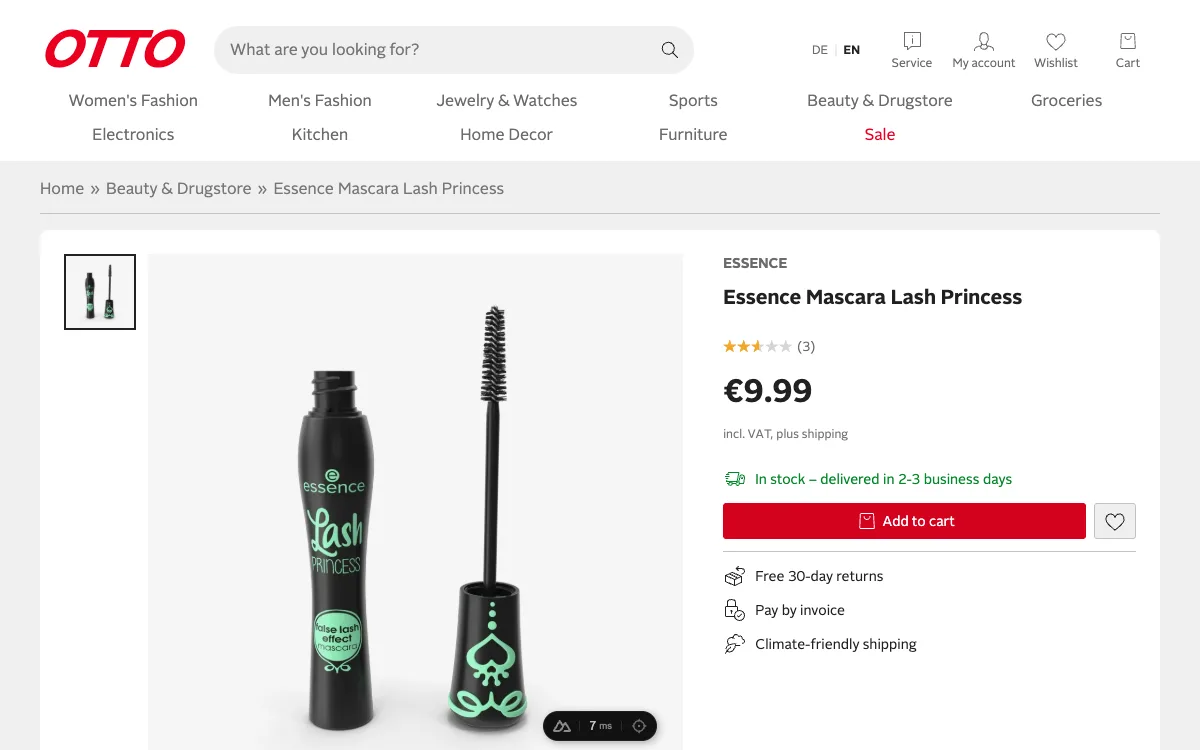 OTTO
What are you looking for?
DE | EN
Service
My account
Wishlist
Cart
Women's Fashion
Men's Fashion
Jewelry & Watches
Sports
Beauty & Drugstore
Groceries
Electronics
Kitchen
Home Decor
Furniture
Sale
Home » Beauty & Drugstore » Essence Mascara Lash Princess
essence
Lash
PRINCESS
false lash
effect
mascara
7 ms
ESSENCE
Essence Mascara Lash Princess
(3)
€9.99
incl. VAT, plus shipping
In stock – delivered in 2-3 business days
Add to cart
Free 30-day returns
Pay by invoice
Climate-friendly shipping